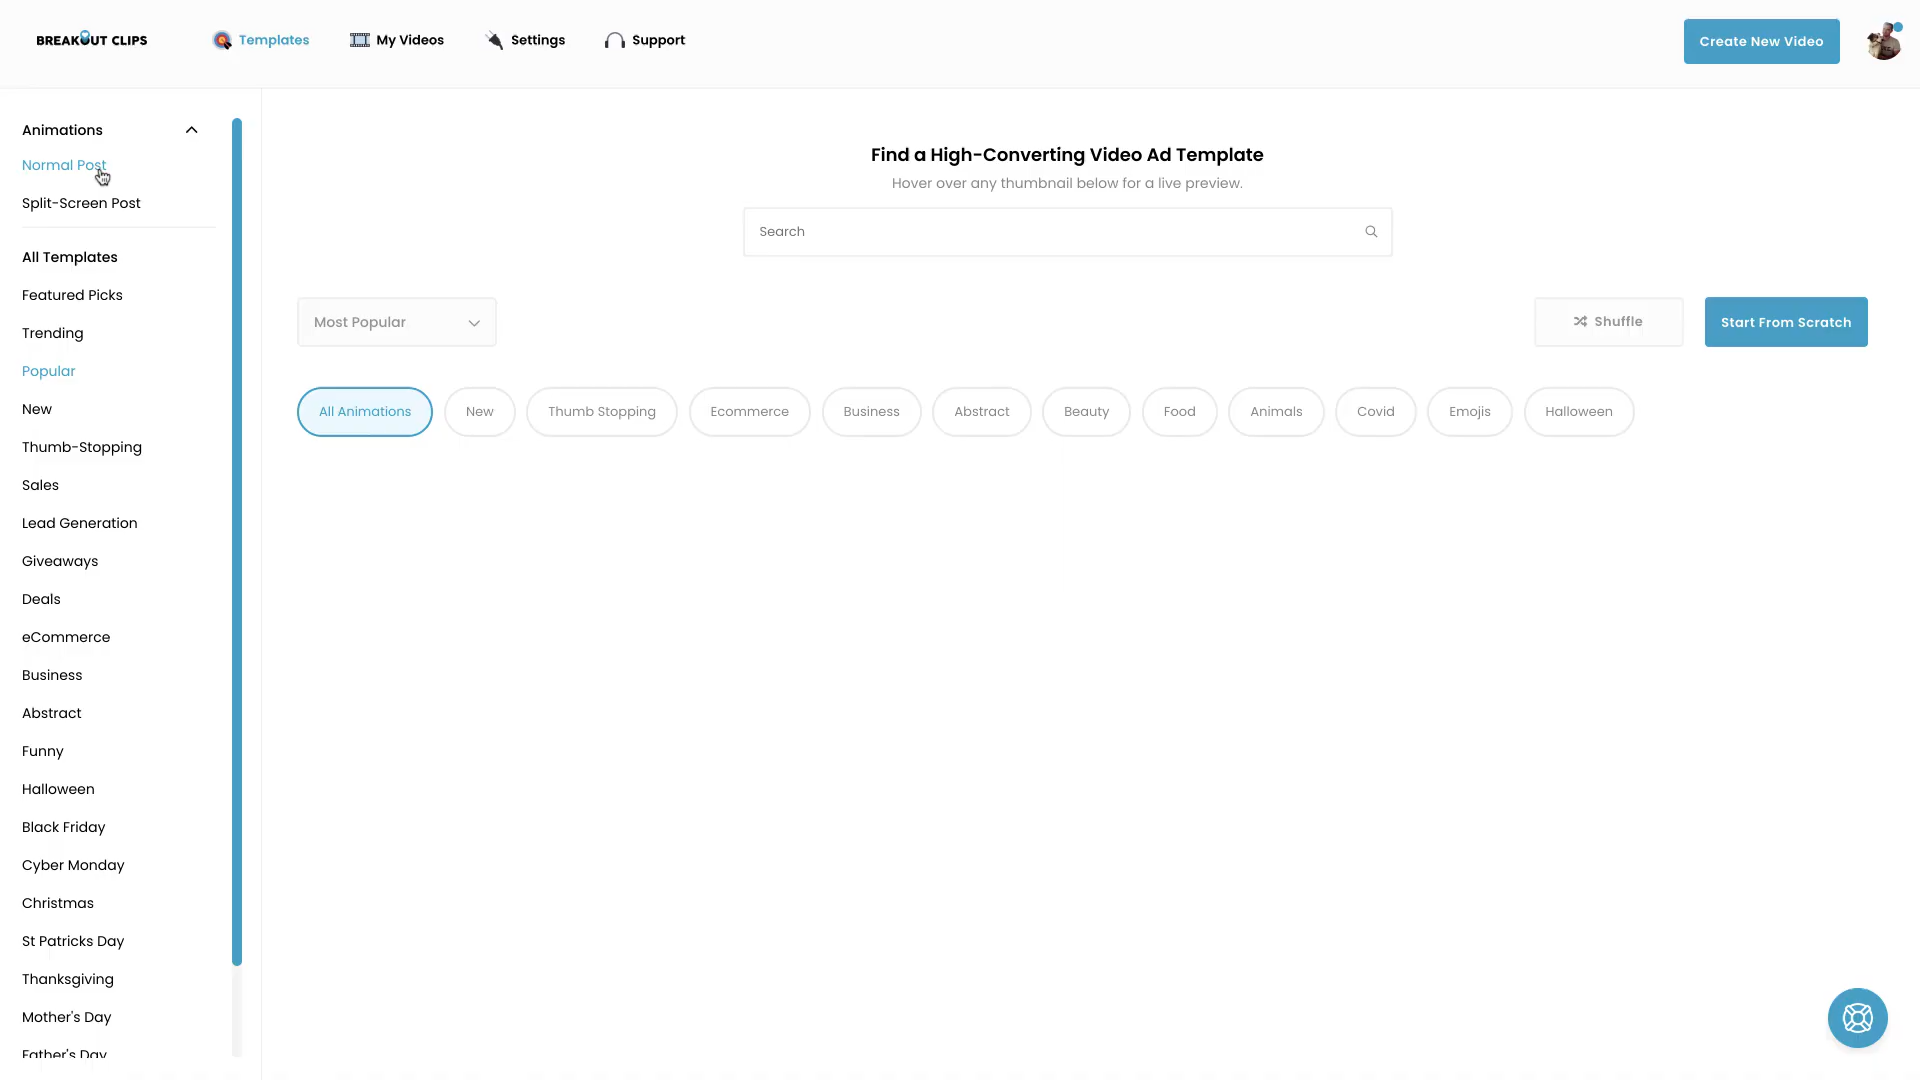 BREAKOUT CLIPS
Templates
My Videos
Settings
Support
Create New Video
Animations
Normal Post
Split-Screen Post
All Templates
Featured Picks
Trending
Popular
New
Thumb-Stopping
Sales
Lead Generation
Giveaways
Deals
eCommerce
Business
Abstract
Funny
Halloween
Black Friday
Cyber Monday
Christmas
St Patricks Day
Thanksgiving
Mother's Day
Father's Day
Find a High-Converting Video Ad Template
Hover over any thumbnail below for a live preview.
Search
Most Popular
Shuffle
Start From Scratch
All Animations
New
Thumb Stopping
Ecommerce
Business
Abstract
Beauty
Food
Animals
Covid
Emojis
Halloween